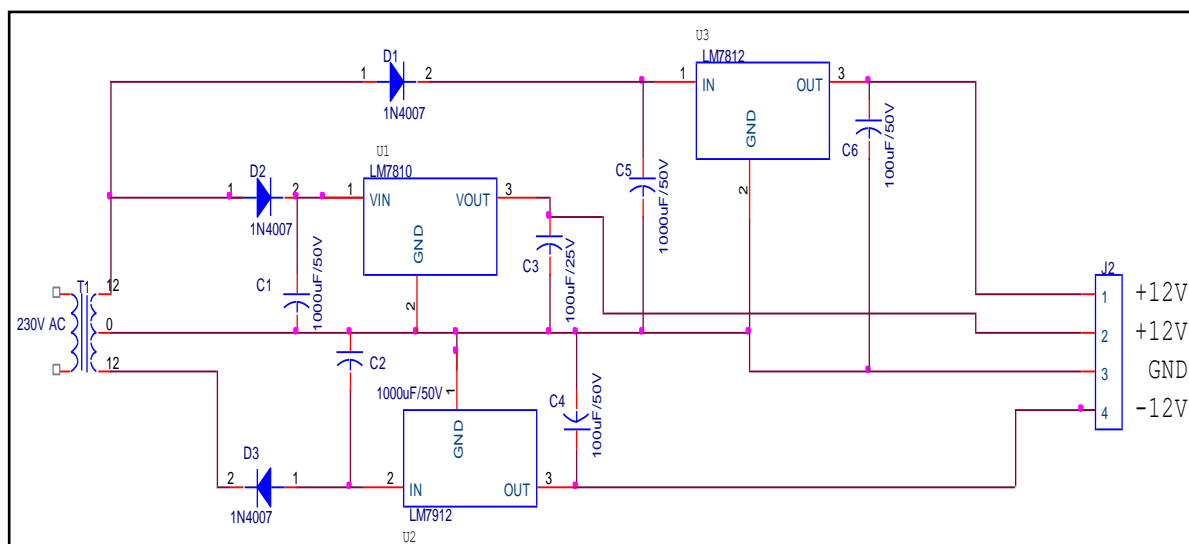 U3
D1
LM7812
1
2
1
IN
OUT
3
1N4007
GND
100uF/50V
C6
U1
D2
LM7810
C5
1000uF/50V
2
1
2
1
VIN
VOUT
3
1N4007
GND
C3
100uF/25V
C1
1000uF/50V
2
J2
T1
12
1
+12V
230V AC
0
2
+12V
C2
12
3
GND
1000uF/50V
1
C4
100uF/50V
4
-12V
GND
D3
2
1
2
IN
OUT
3
1N4007
LM7912
U2